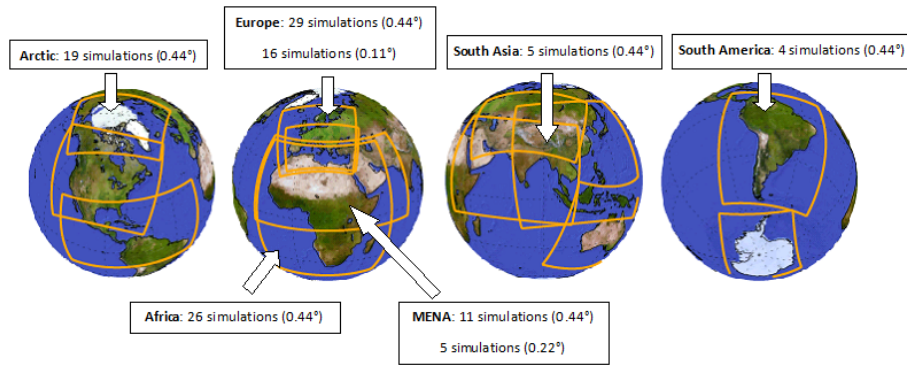 Europe: 29 simulations (0.44°)
16 simulations (0.11°)
Arctic: 19 simulations (0.44°)
South Asia: 5 simulations (0.44°)
South America: 4 simulations (0.44°)
Africa: 26 simulations (0.44°)
MENA: 11 simulations (0.44°)
5 simulations (0.22°)